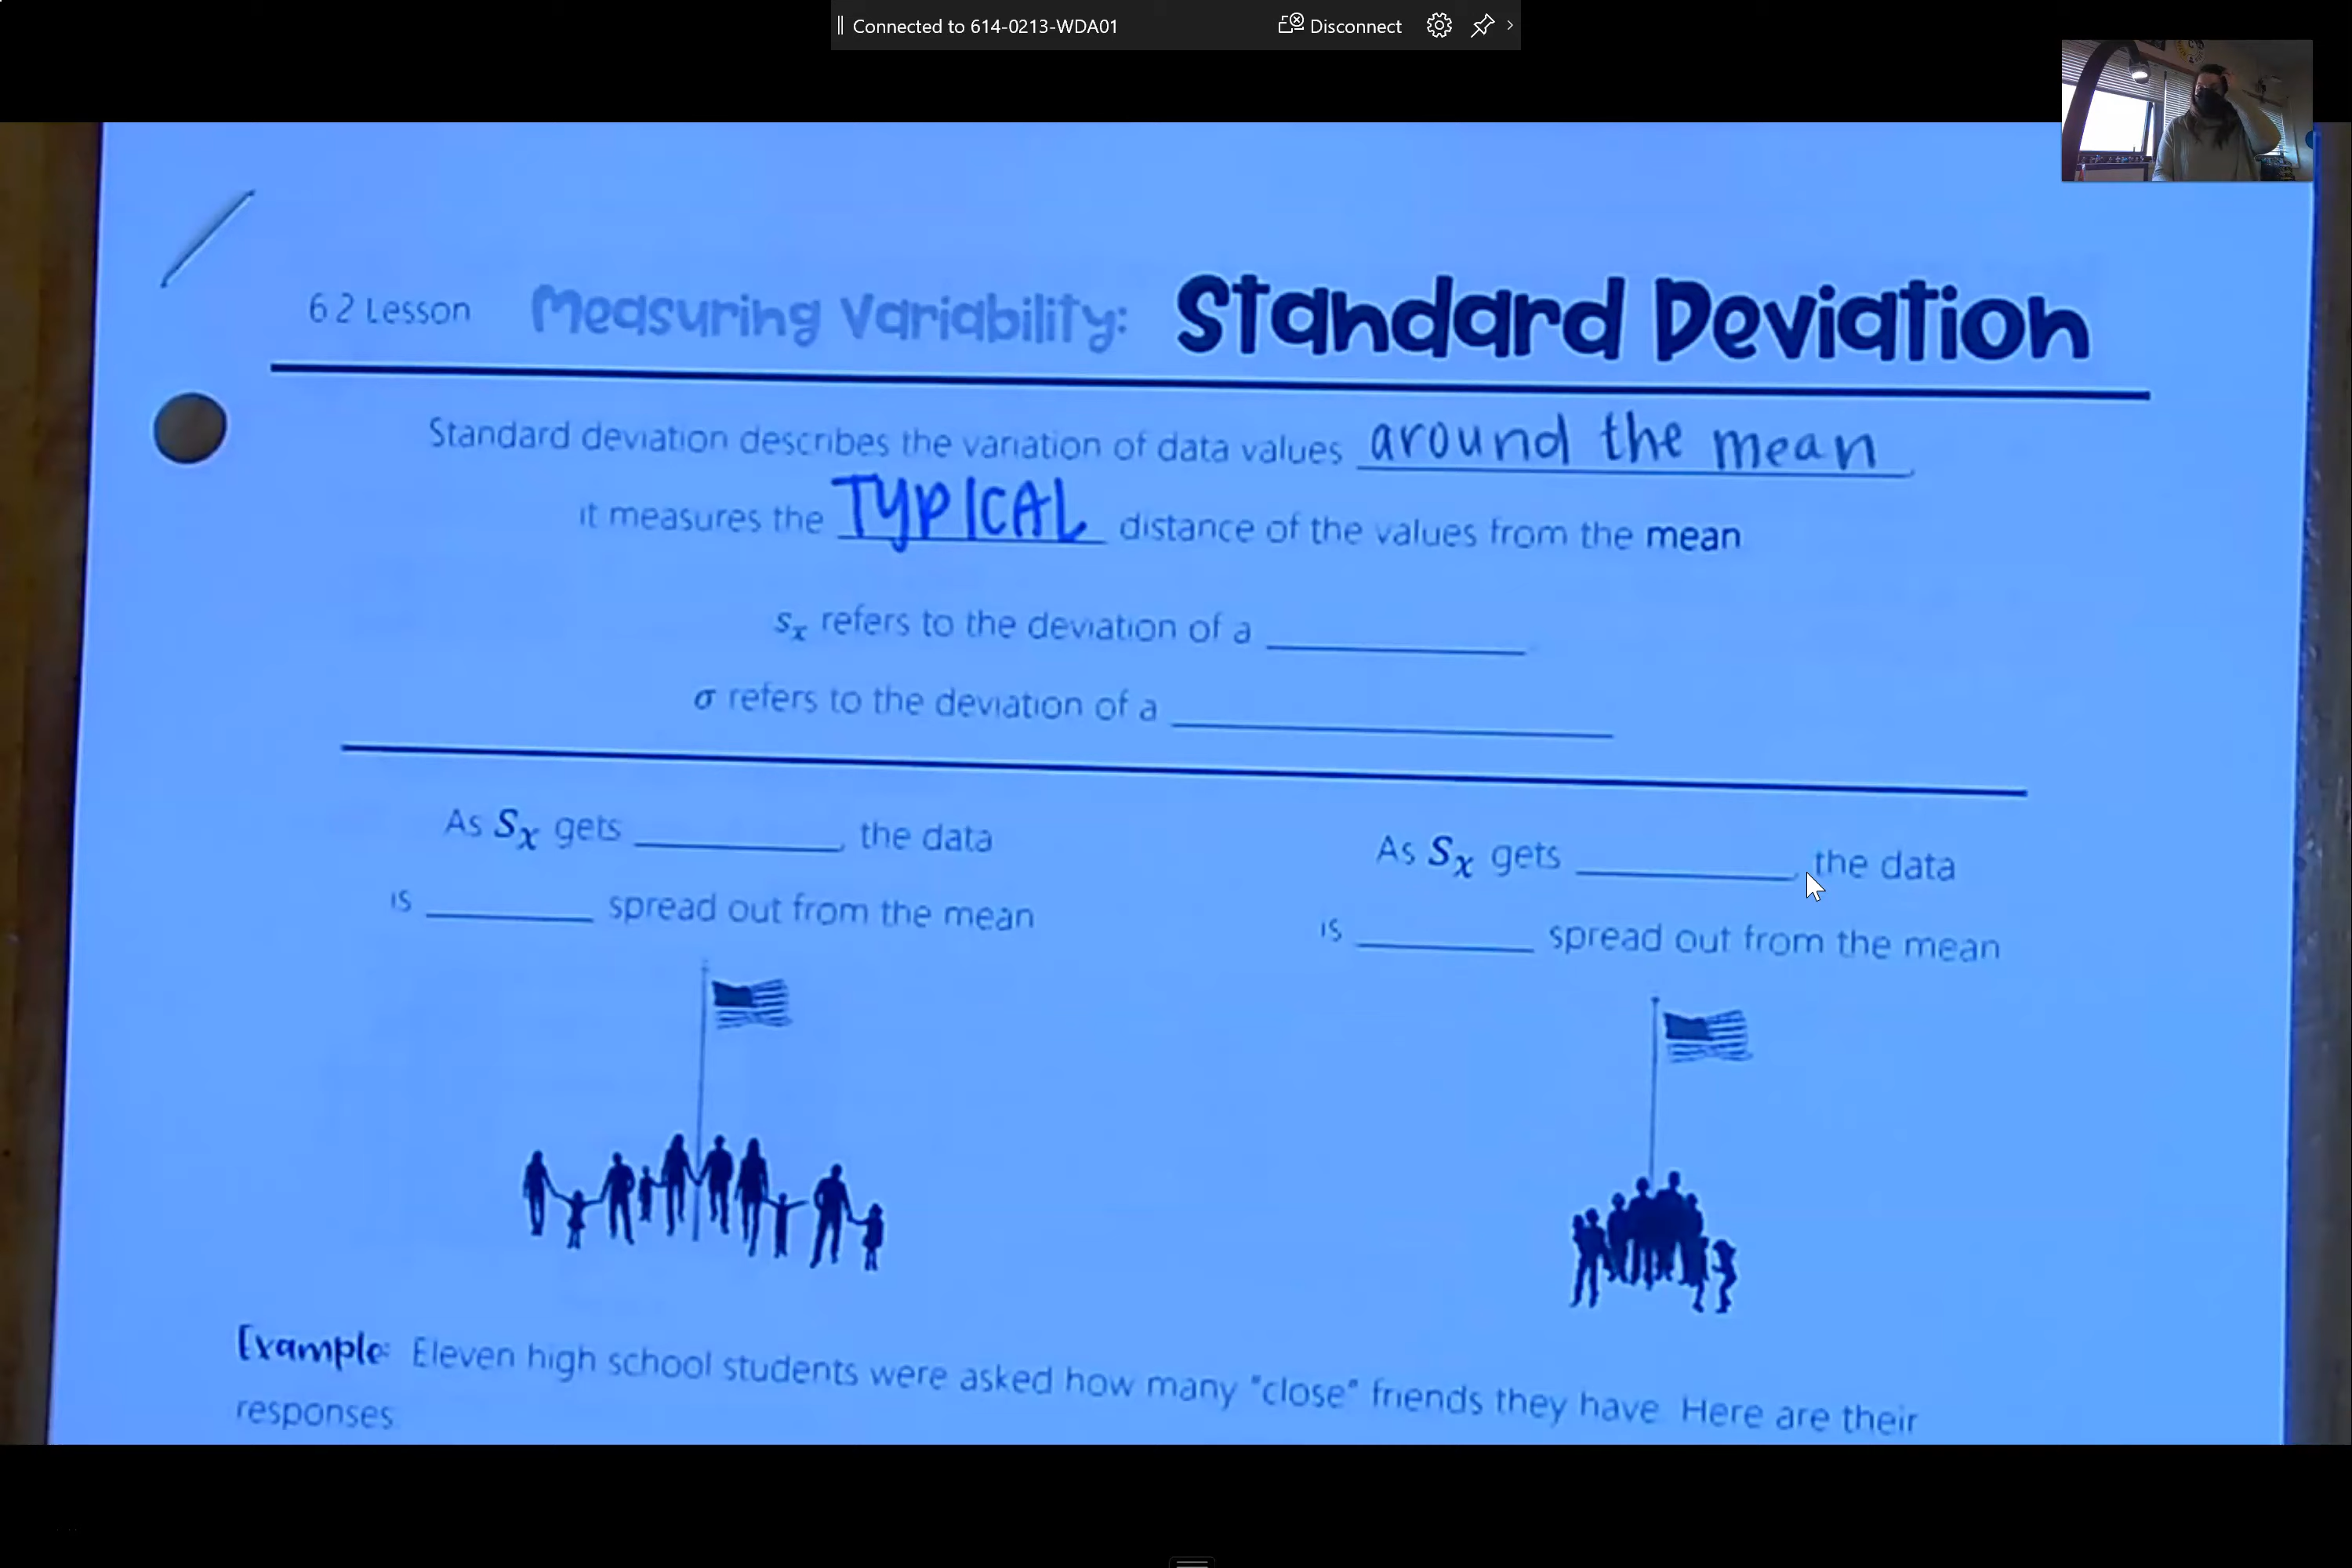 Connected to 614-0213-WDA01 Disconnect
6 2 Lesson Measuring Variability: Standard Deviation
Standard deviation describes the variation of data values around the mean
it measures the TYPICAL distance of the values from the mean
sx refers to the deviation of a
σ refers to the deviation of a
As Sx gets ________, the data
is ________ spread out from the mean
As Sx gets ________, the data
is ________ spread out from the mean
Example: Eleven high school students were asked how many "close" friends they have. Here are their
responses